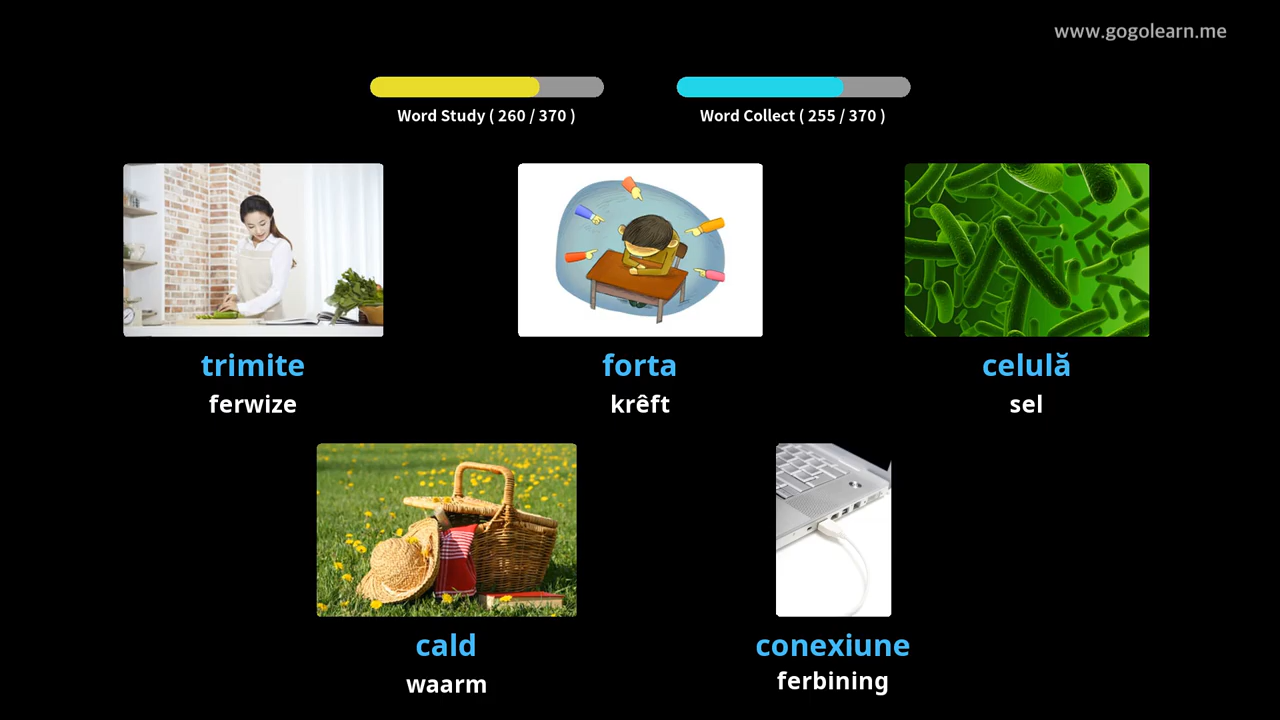 www.gogolearn.me
Word Study ( 260 / 370 )
Word Collect ( 255 / 370 )
trimite
ferwize
forta
krêft
celulă
sel
cald
waarm
conexiune
ferbining